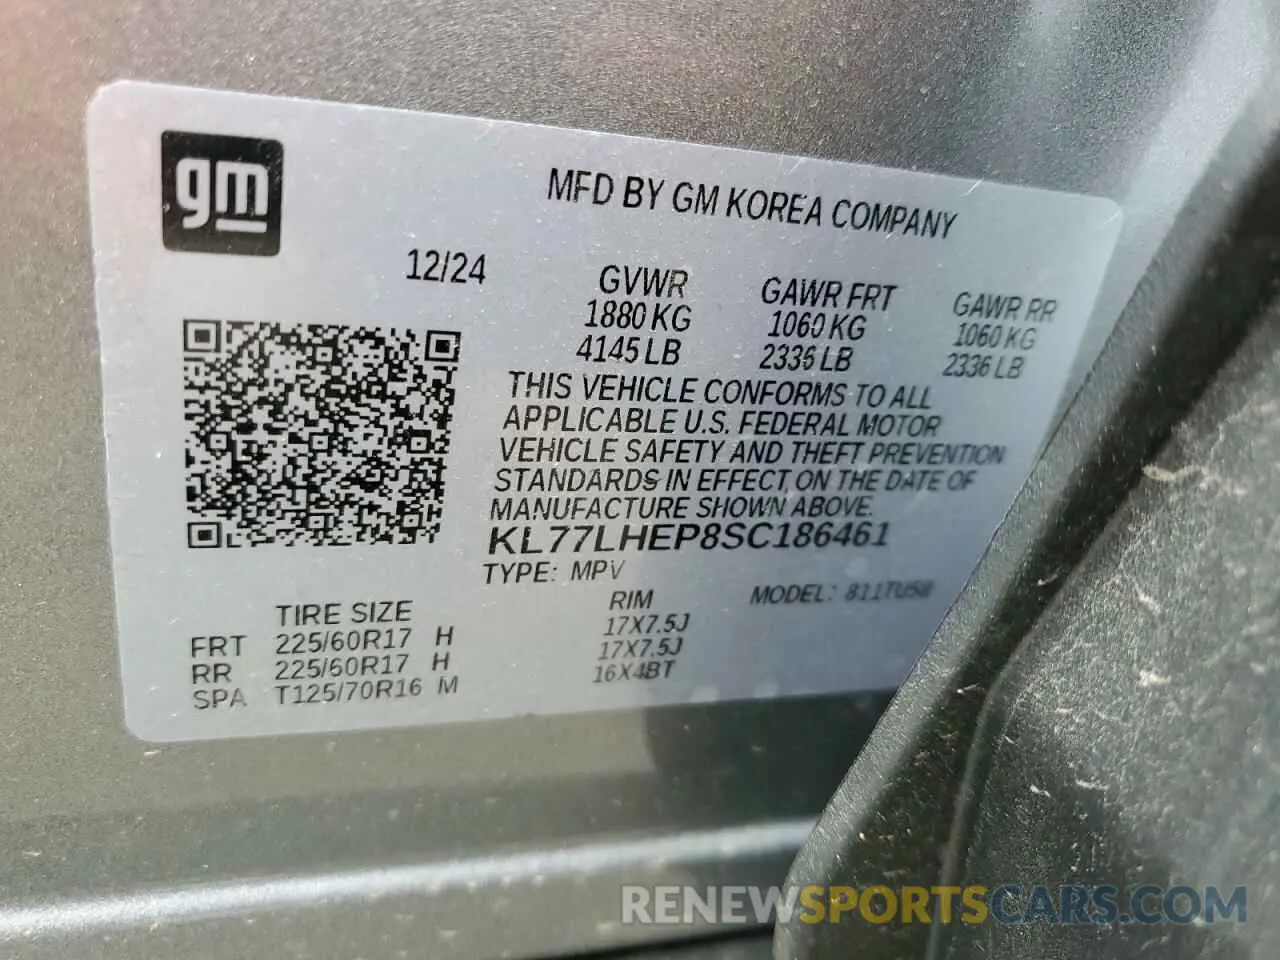 gm
MFD BY GM KOREA COMPANY
12/24
GVWR GAWR FRT GAWR RR
1880 KG 1060 KG 1060 KG
4145 LB 2336 LB 2336 LB
THIS VEHICLE CONFORMS TO ALL
APPLICABLE U.S. FEDERAL MOTOR
VEHICLE SAFETY AND THEFT PREVENTION
STANDARDS IN EFFECT ON THE DATE OF
MANUFACTURE SHOWN ABOVE.
KL77LHEP8SC186461
TYPE: MPV MODEL:
TIRE SIZE RIM
FRT 225/60R17 H 17X7.5J
RR 225/60R17 H 17X7.5J
SPA T125/70R16 M 16X4BT
RENEWSPORTSCARS.COM